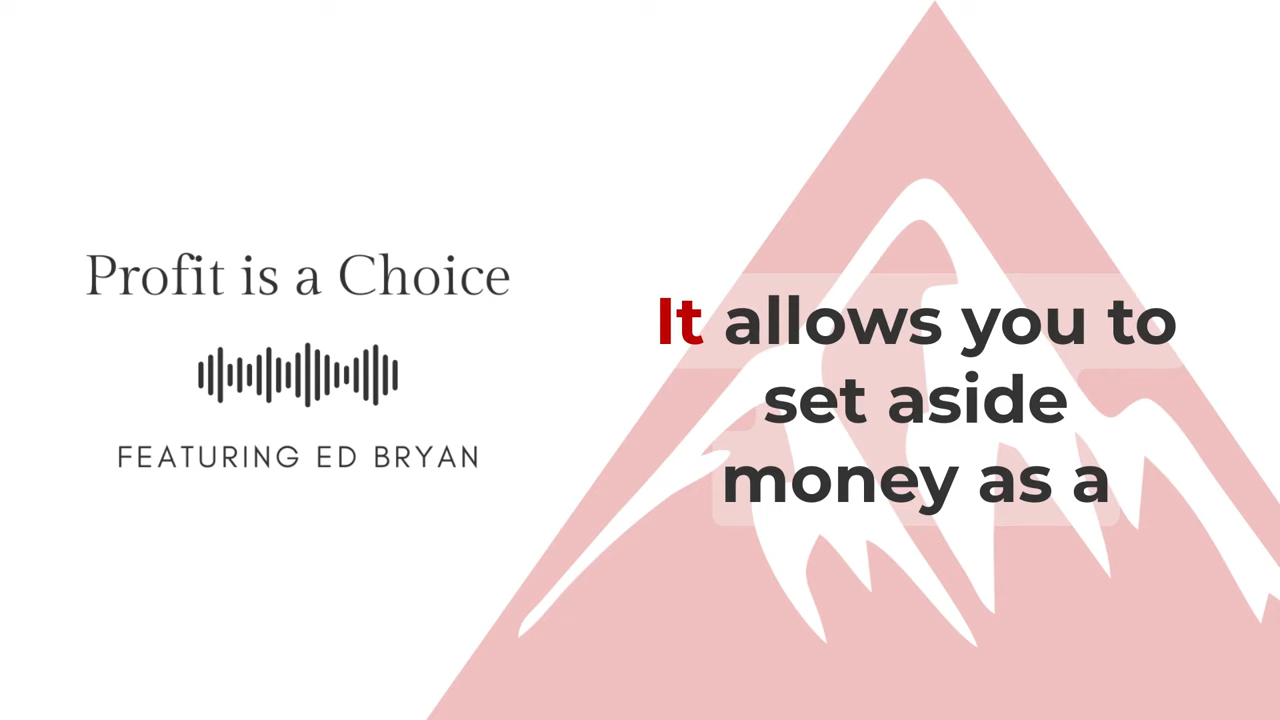 Profit is a Choice
FEATURING ED BRYAN
It allows you to
set aside
money as a